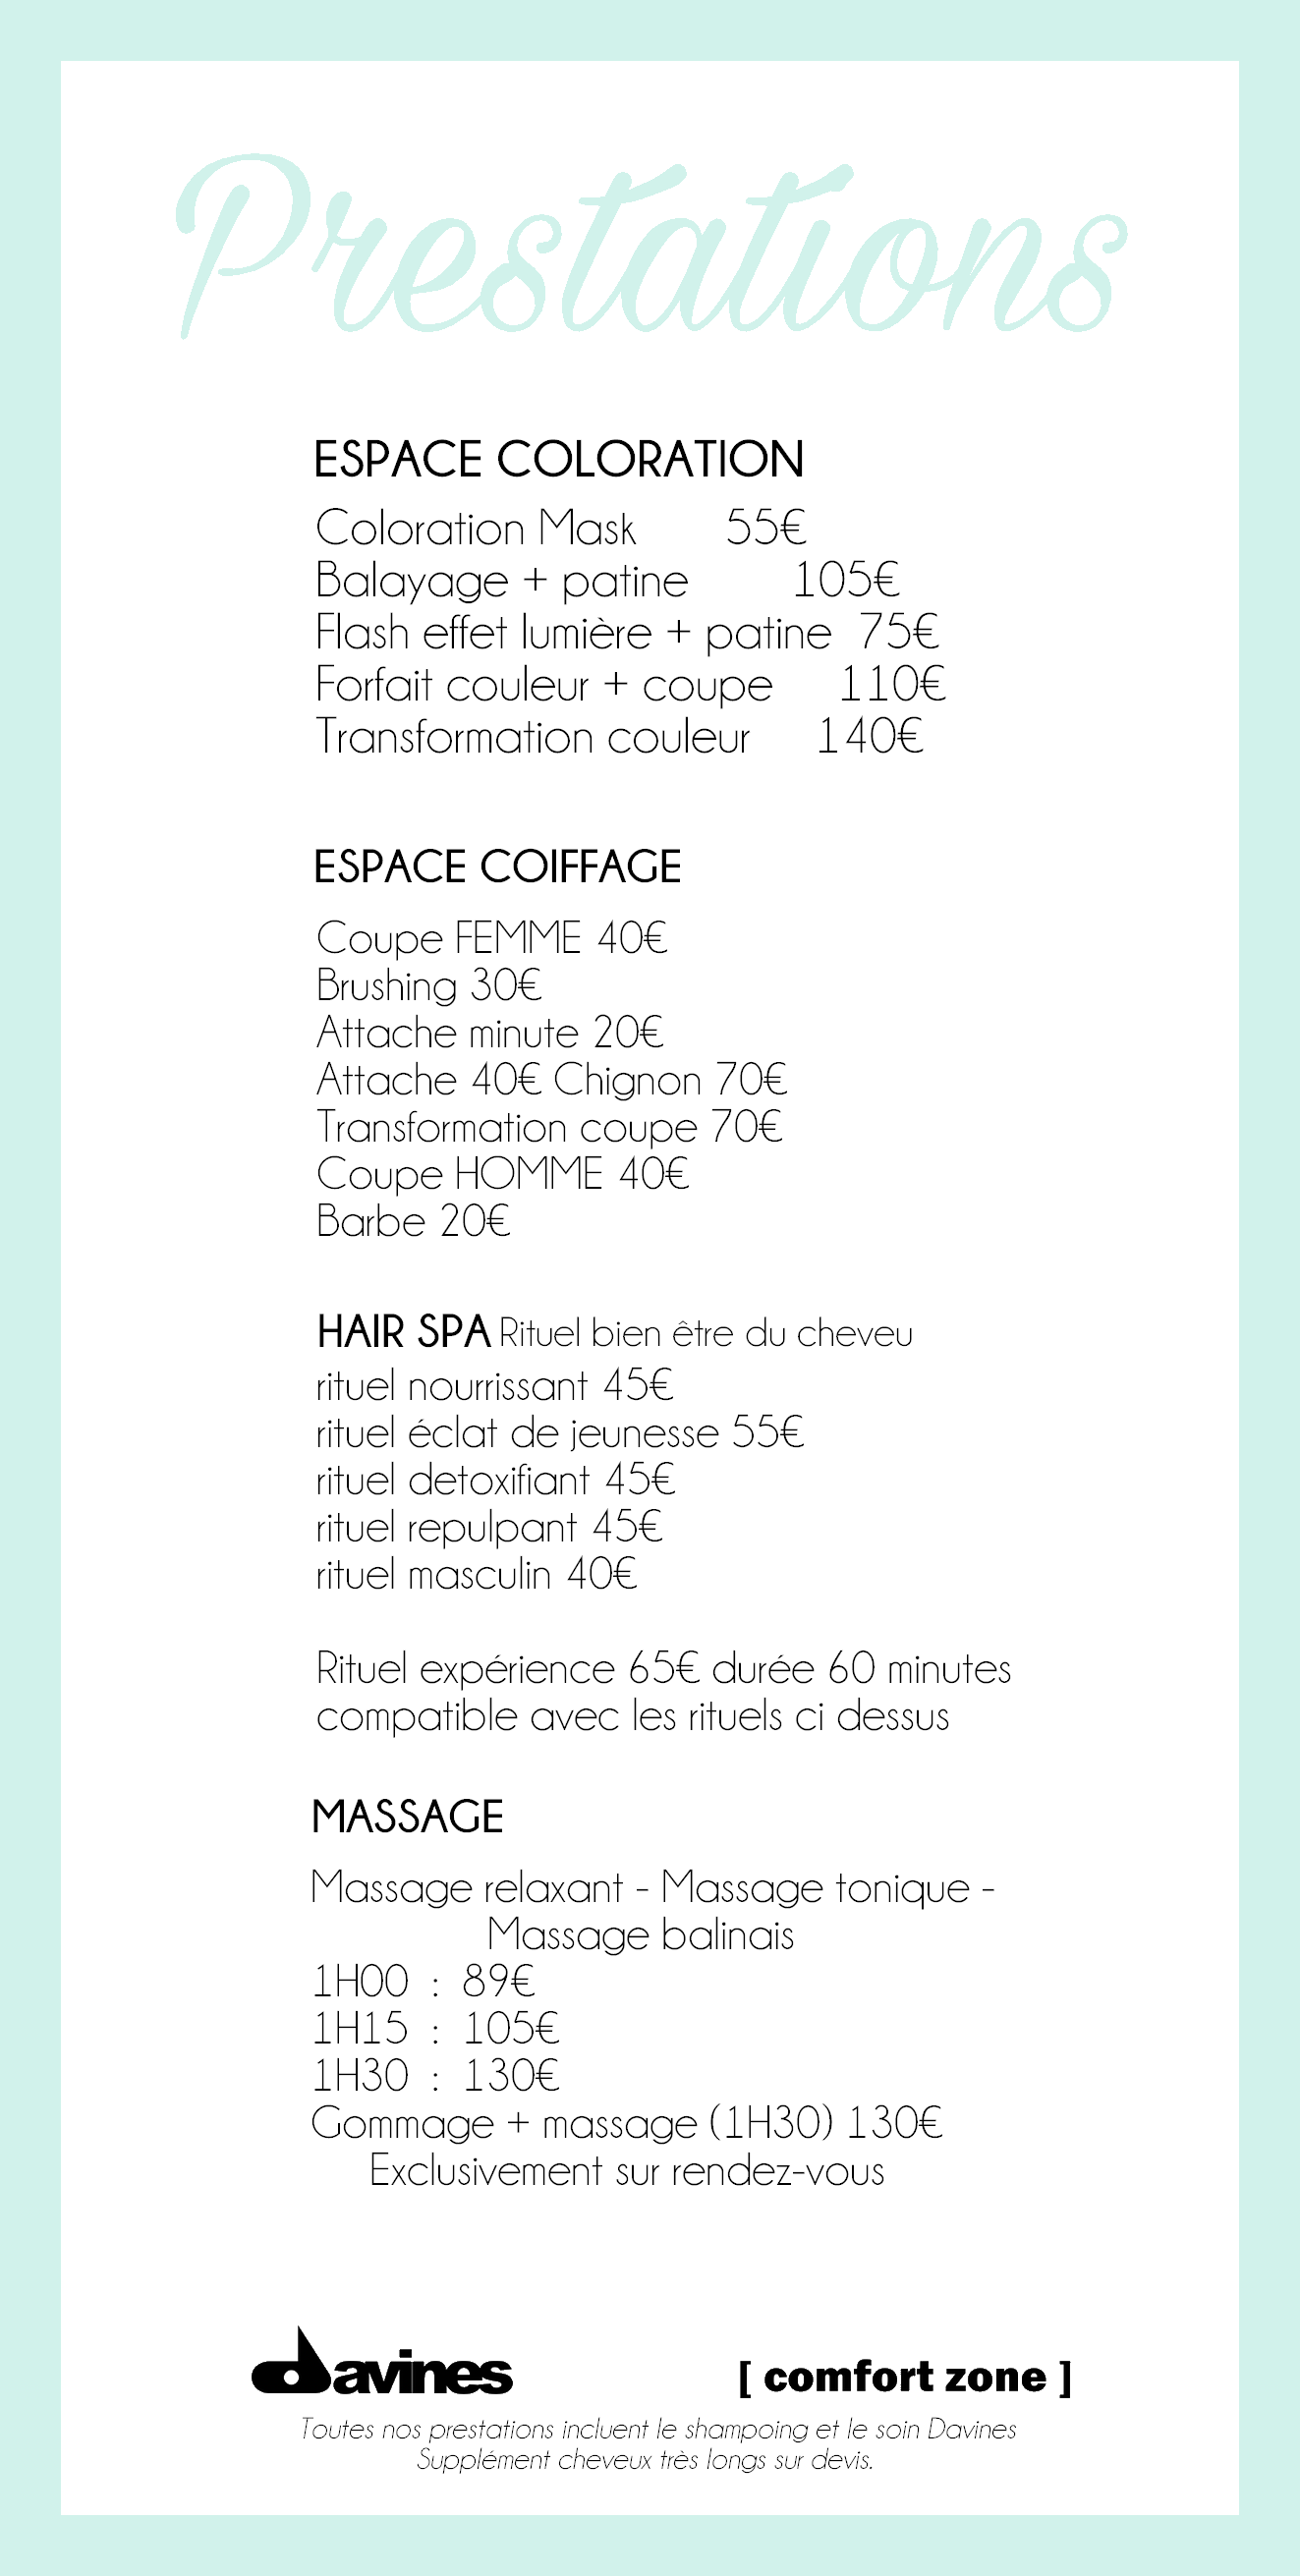 Prestations
ESPACE COLORATION
Coloration Mask 55€
Balayage + patine 105€
Flash effet lumière + patine 75€
Forfait couleur + coupe 110€
Transformation couleur 140€
ESPACE COIFFAGE
Coupe FEMME 40€
Brushing 30€
Attache minute 20€
Attache 40€ Chignon 70€
Transformation coupe 70€
Coupe HOMME 40€
Barbe 20€
HAIR SPA Rituel bien être du cheveu
rituel nourrissant 45€
rituel éclat de jeunesse 55€
rituel detoxifiant 45€
rituel repulpant 45€
rituel masculin 40€
Rituel expérience 65€ durée 60 minutes
compatible avec les rituels ci dessus
MASSAGE
Massage relaxant - Massage tonique -
Massage balinais
1H00 : 89€
1H15 : 105€
1H30 : 130€
Gommage + massage (1H30) 130€
Exclusivement sur rendez-vous
davines [ comfort zone ]
Toutes nos prestations incluent le shampoing et le soin Davines
Supplément cheveux très longs sur devis.